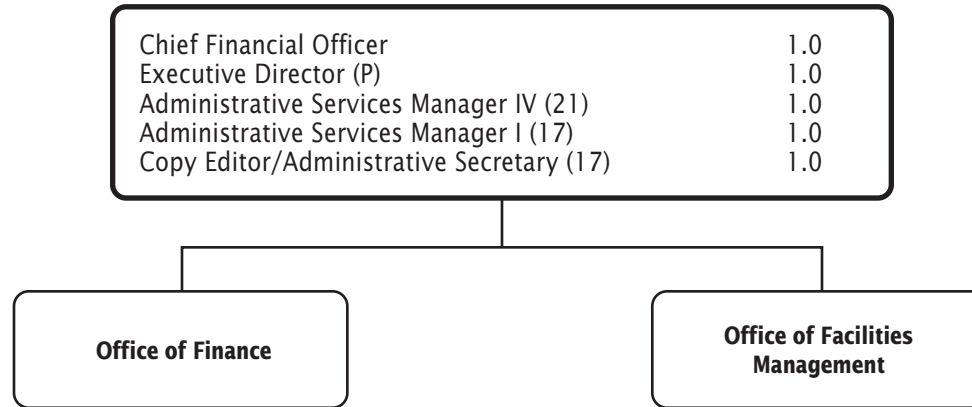 Chief Financial Officer 1.0
Executive Director (P) 1.0
Administrative Services Manager IV (21) 1.0
Administrative Services Manager I (17) 1.0
Copy Editor/Administrative Secretary (17) 1.0
Office of Finance
Office of Facilities
Management